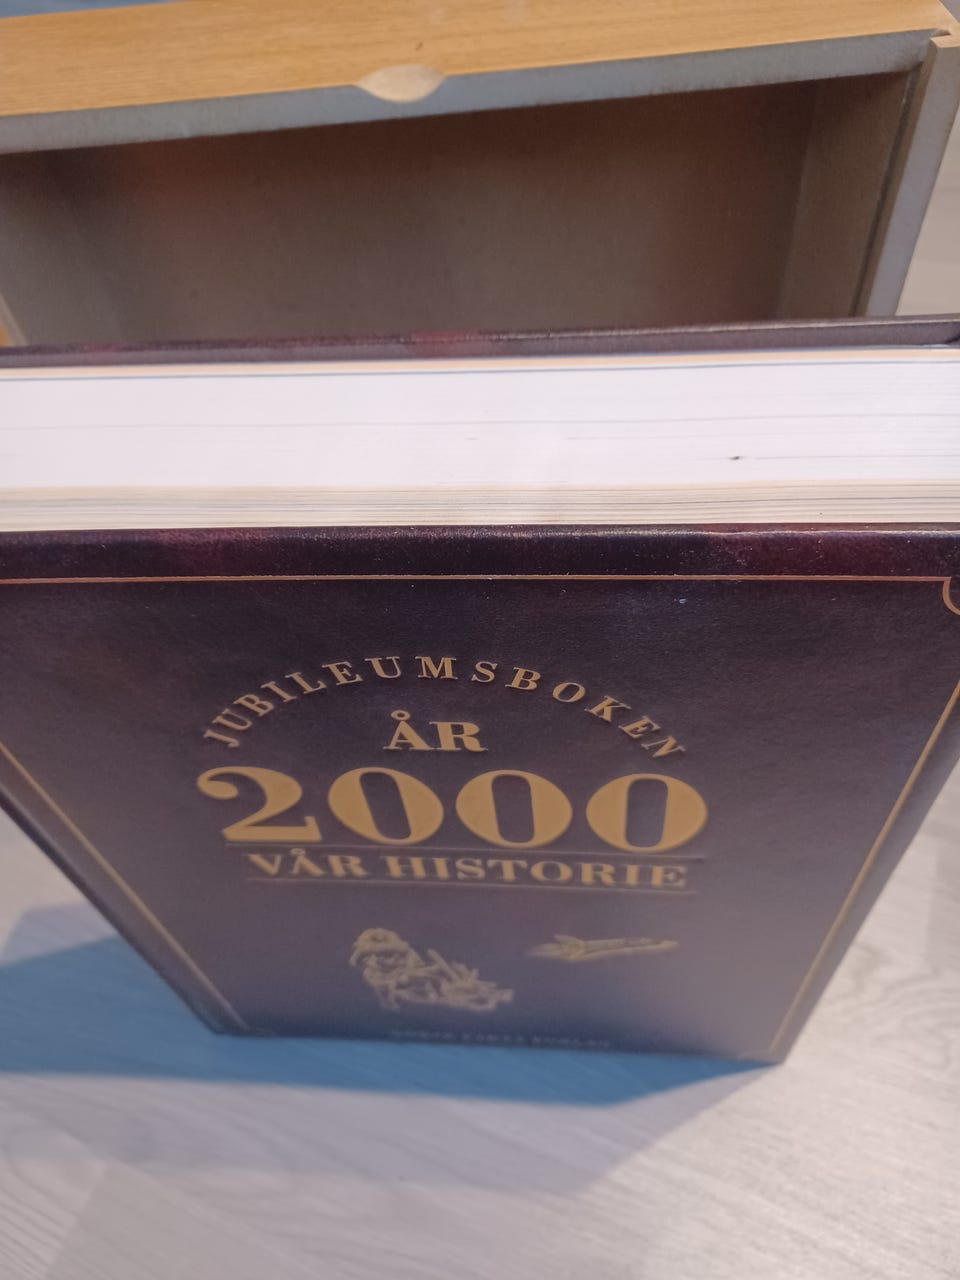 JUBILEUMSBOKEN
ÅR
2000
VÅR HISTORIE